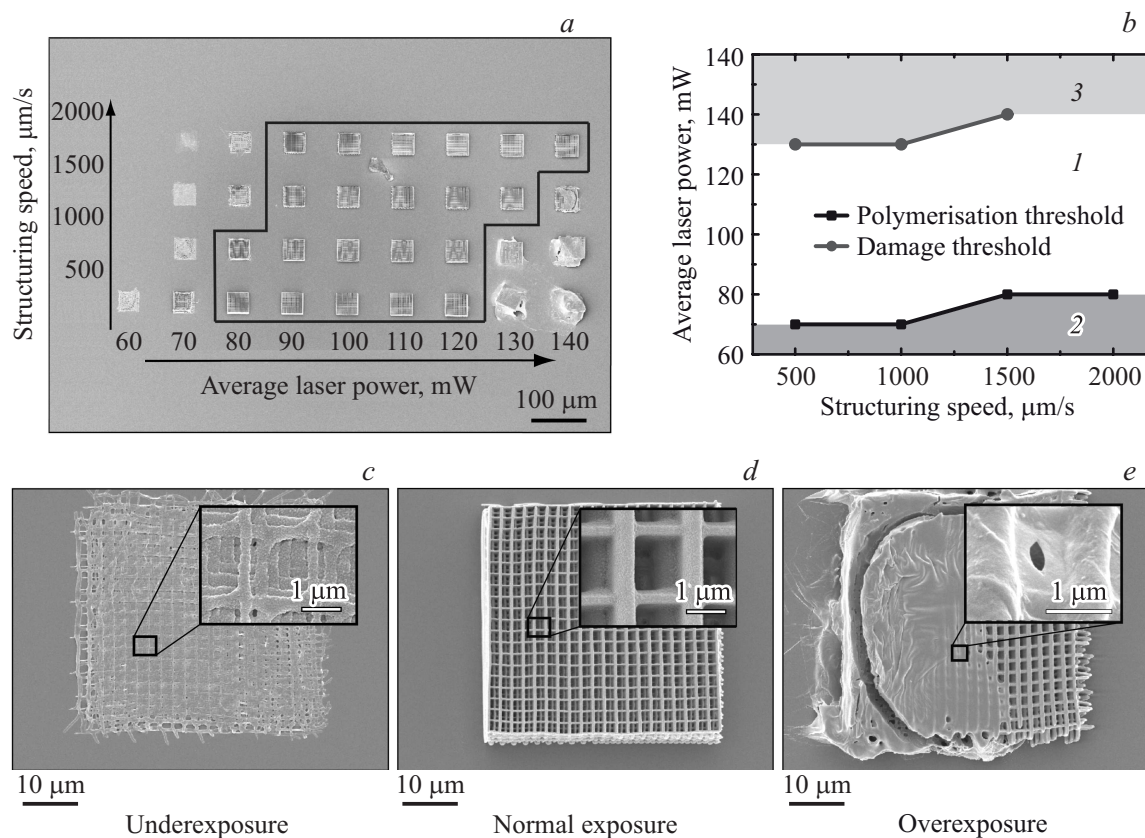 a
Structuring speed, µm/s
2000
1500
1000
500
60 70 80 90 100 110 120 130 140
Average laser power, mW
100 µm
b
Average laser power, mW
140
140
130
120
100
80
60
3
1
Polymerisation threshold
Damage threshold
2
500 1000 1500 2000
Structuring speed, µm/s
c
1 µm
10 µm
Underexposure
d
1 µm
10 µm
Normal exposure
e
1 µm
10 µm
Overexposure